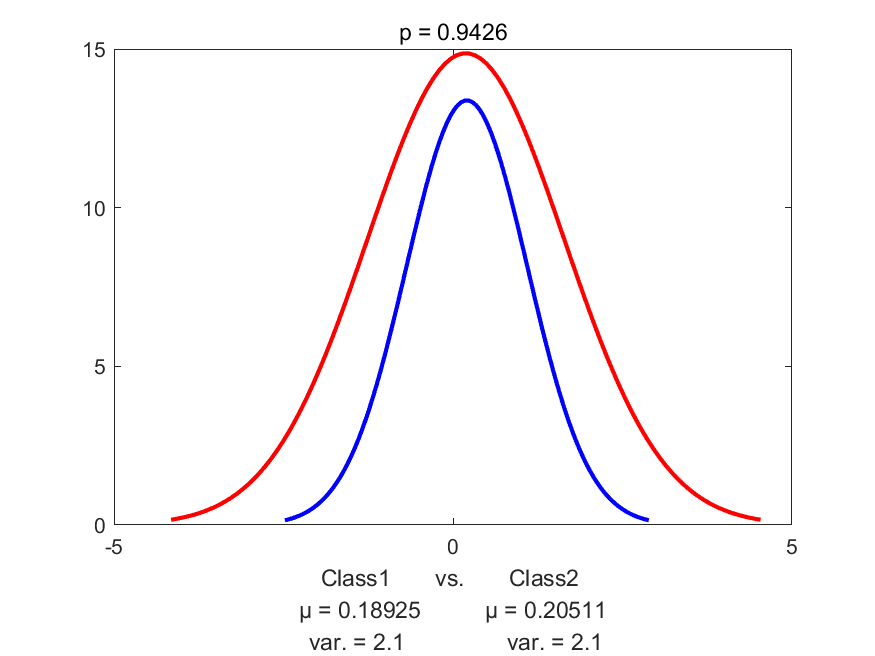 p = 0.9426
15
10
5
0
-5 0 5
Class1 vs. Class2
μ = 0.18925 μ = 0.20511
var. = 2.1 var. = 2.1